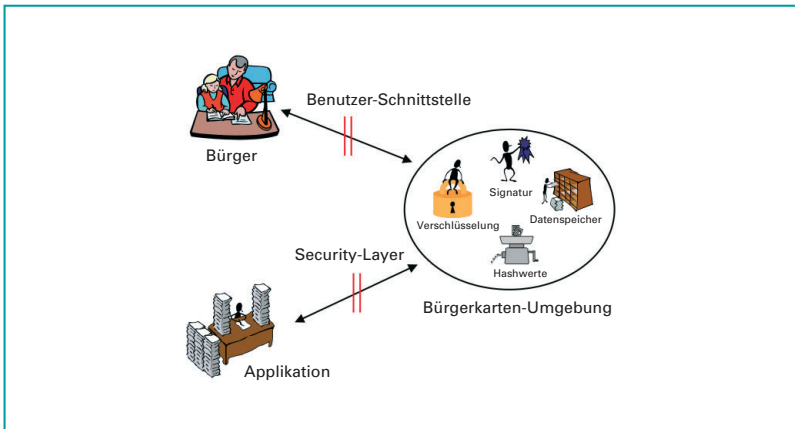 Benutzer-Schnittstelle
Bürger
Signatur
Verschlüsselung
Datenspeicher
Security-Layer
Hashwerte
Bürgerkarten-Umgebung
Applikation